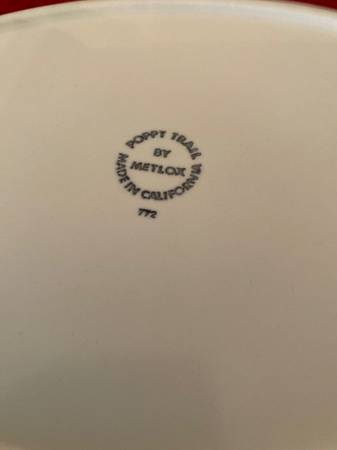 POPPY TRAIL
BY
METLOX
MADE IN CALIFORNIA
772